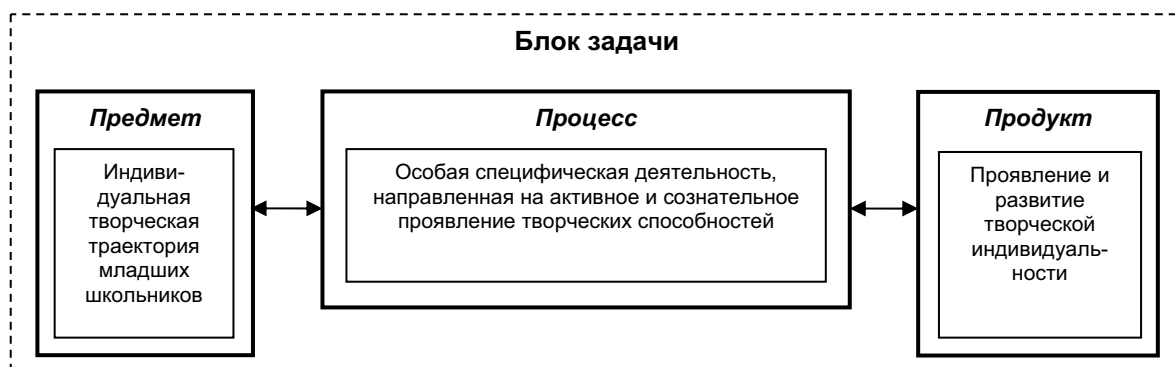 Блок задачи
Предмет
Индиви-
дуальная
творческая
траектория
младших
школьников
Процесс
Особая специфическая деятельность,
направленная на активное и сознательное
проявление творческих способностей
Продукт
Проявление и
развитие
творческой
индивидуаль-
ности